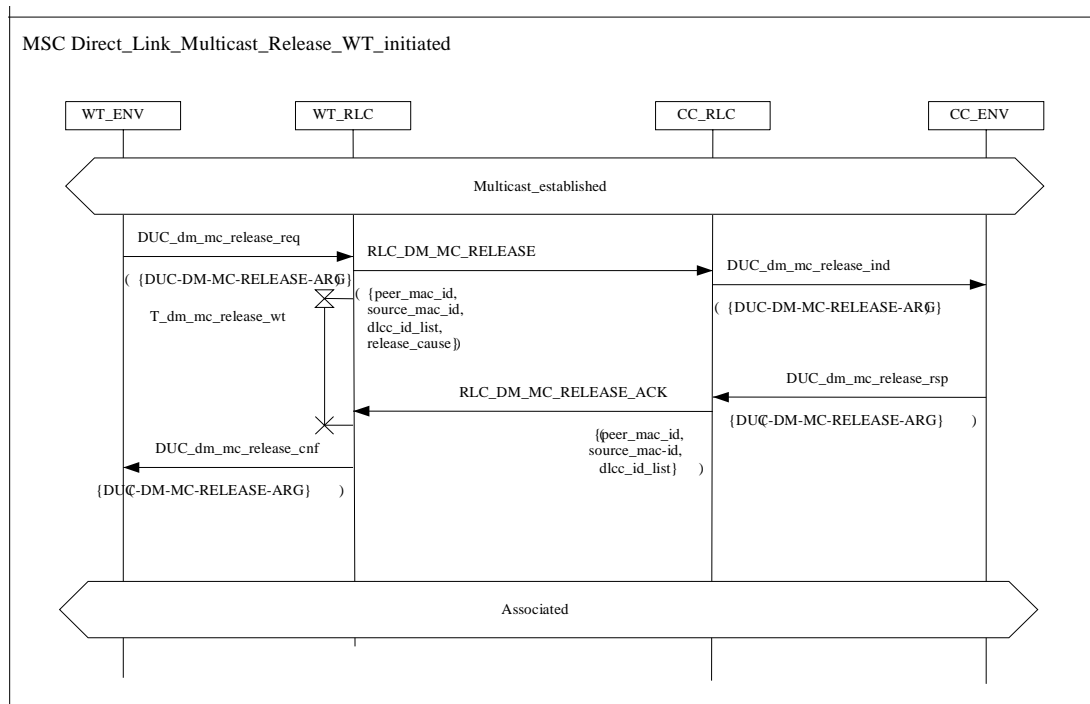 MSC Direct_Link_Multicast_Release_WT_initiated
WT_ENV
WT_RLC
CC_RLC
CC_ENV
Multicast_established
DUC_dm_mc_release_req
( {DUC-DM-MC-RELEASE-ARG})
RLC_DM_MC_RELEASE
( {peer_mac_id,
source_mac_id,
dlcc_id_list,
release_cause})
DUC_dm_mc_release_ind
( {DUC-DM-MC-RELEASE-ARG})
T_dm_mc_release_wt
DUC_dm_mc_release_rsp
({DUC-DM-MC-RELEASE-ARG} )
RLC_DM_MC_RELEASE_ACK
({peer_mac_id,
source_mac-id,
dlcc_id_list} )
DUC_dm_mc_release_cnf
({DUC-DM-MC-RELEASE-ARG} )
Associated